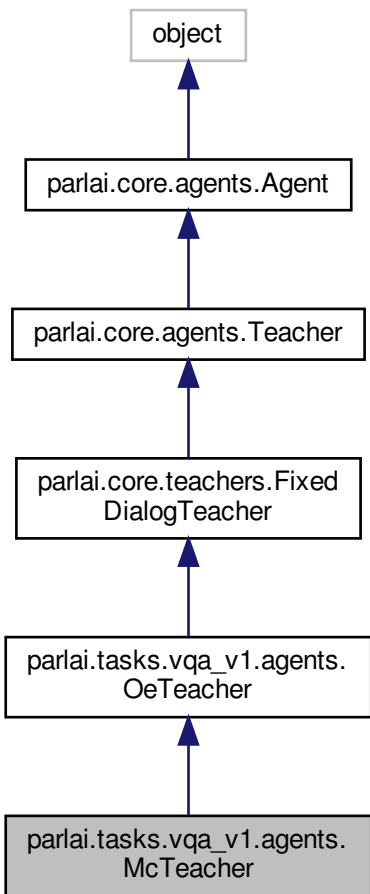 object
parlai.core.agents.Agent
parlai.core.agents.Teacher
parlai.core.teachers.Fixed
DialogTeacher
parlai.tasks.vqa_v1.agents.
OeTeacher
parlai.tasks.vqa_v1.agents.
McTeacher